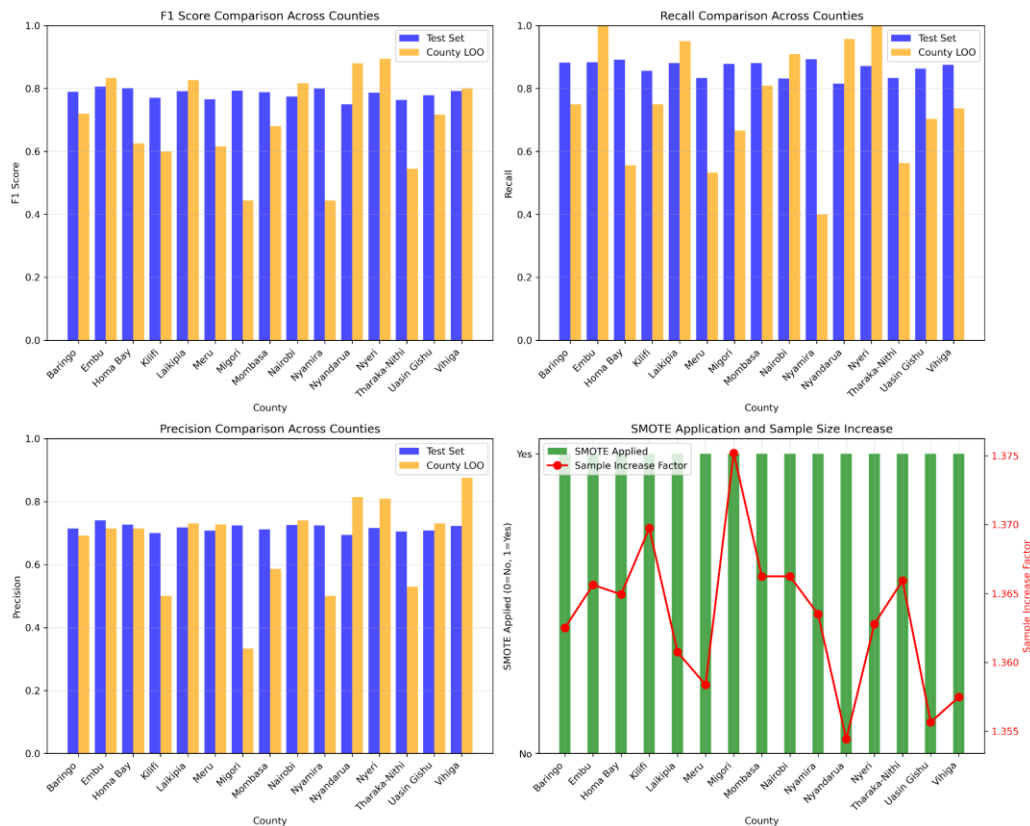 F1 Score Comparison Across Counties
1.0
0.8
0.6
0.4
0.2
0.0
F1 Score
Test Set
County LOO
Baringo
Embu
Homa Bay
Kilifi
Laikipia
Meru
Migori
Mombasa
Nairobi
Nyamira
Nyandarua
Nyeri
Tharaka-Nithi
Uasin Gishu
Vihiga
County
Recall Comparison Across Counties
1.0
0.8
0.6
0.4
0.2
0.0
Recall
Test Set
County LOO
Baringo
Embu
Homa Bay
Kilifi
Laikipia
Meru
Migori
Mombasa
Nairobi
Nyamira
Nyandarua
Nyeri
Tharaka-Nithi
Uasin Gishu
Vihiga
County
Precision Comparison Across Counties
1.0
0.8
0.6
0.4
0.2
0.0
Precision
Test Set
County LOO
Baringo
Embu
Homa Bay
Kilifi
Laikipia
Meru
Migori
Mombasa
Nairobi
Nyamira
Nyandarua
Nyeri
Tharaka-Nithi
Uasin Gishu
Vihiga
County
SMOTE Application and Sample Size Increase
Yes
No
SMOTE Applied (0=No, 1=Yes)
SMOTE Applied
Sample Increase Factor
1.375
1.370
1.365
1.360
1.355
Sample Increase Factor
Baringo
Embu
Homa Bay
Kilifi
Laikipia
Meru
Migori
Mombasa
Nairobi
Nyamira
Nyandarua
Nyeri
Tharaka-Nithi
Uasin Gishu
Vihiga
County